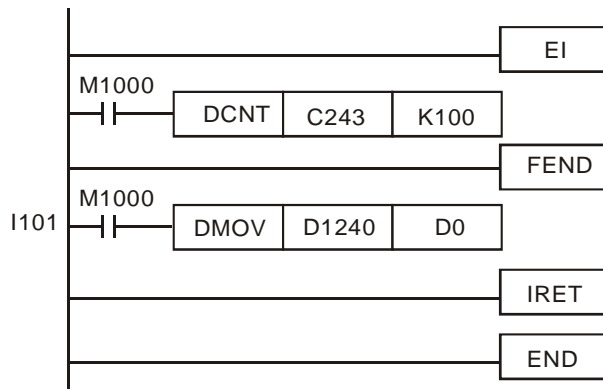 EI
M1000
DCNT C243 K100
FEND
M1000
I101 DMOV D1240 D0
IRET
END